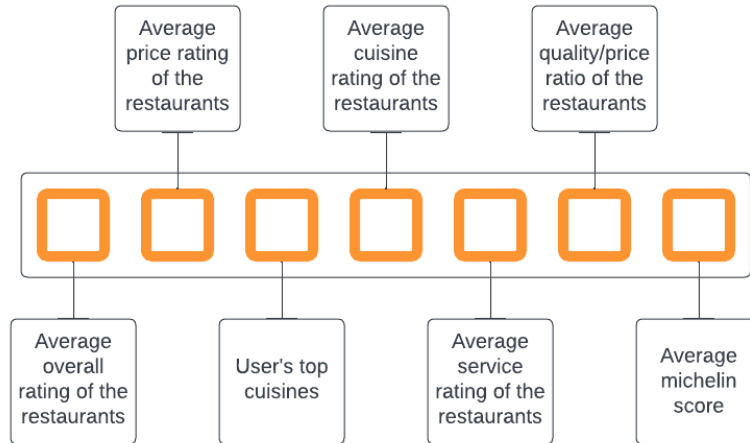 Average
price rating
of the
restaurants
Average
cuisine
rating of the
restaurants
Average
quality/price
ratio of the
restaurants
Average
overall
rating of the
restaurants
User's top
cuisines
Average
service
rating of the
restaurants
Average
michelin
score